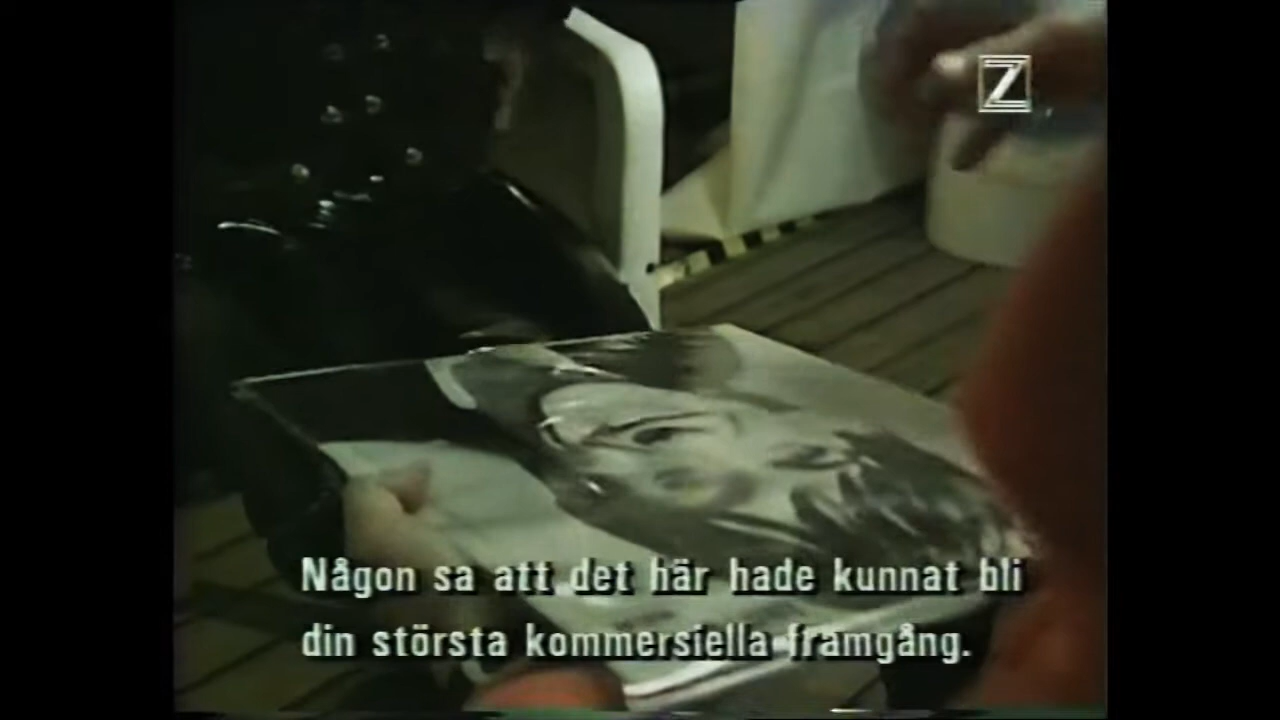 Z
Någon sa att det här hade kunnat bli
din största kommersiella framgång.